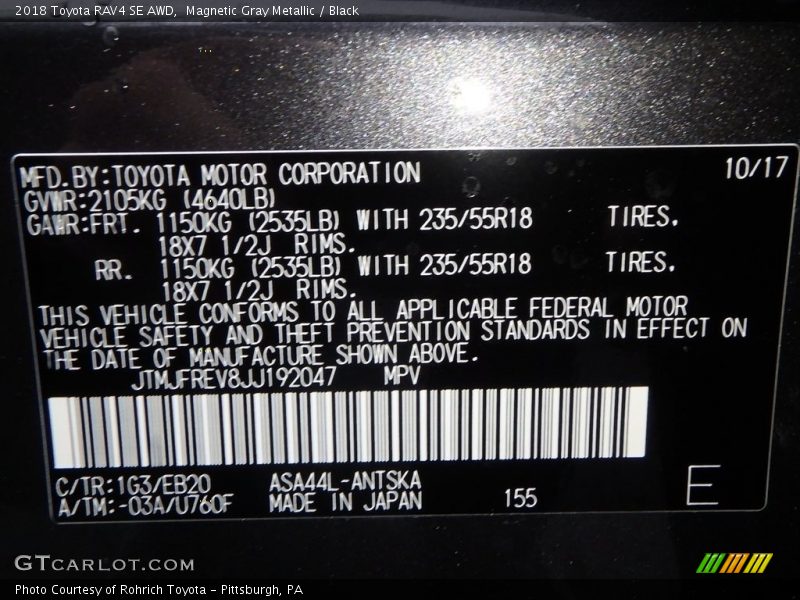 2018 Toyota RAV4 SE AWD,  Magnetic Gray Metallic / Black
MFD.BY:TOYOTA MOTOR CORPORATION 10/17
GVWR:2105KG (4640LB)
GAWR:FRT. 1150KG (2535LB) WITH 235/55R18 TIRES.
18X7 1/2J RIMS.
RR. 1150KG (2535LB) WITH 235/55R18 TIRES.
18X7 1/2J RIMS.
THIS VEHICLE CONFORMS TO ALL APPLICABLE FEDERAL MOTOR
VEHICLE SAFETY AND THEFT PREVENTION STANDARDS IN EFFECT ON
THE DATE OF MANUFACTURE SHOWN ABOVE.
JTMJFREV8JJ192047 MPV
C/TR:1G3/EB20 ASA44L-ANTSKA
A/TM:-03A/U760F MADE IN JAPAN 155 E
GTCARLOT.COM
Photo Courtesy of Rohrich Toyota - Pittsburgh, PA